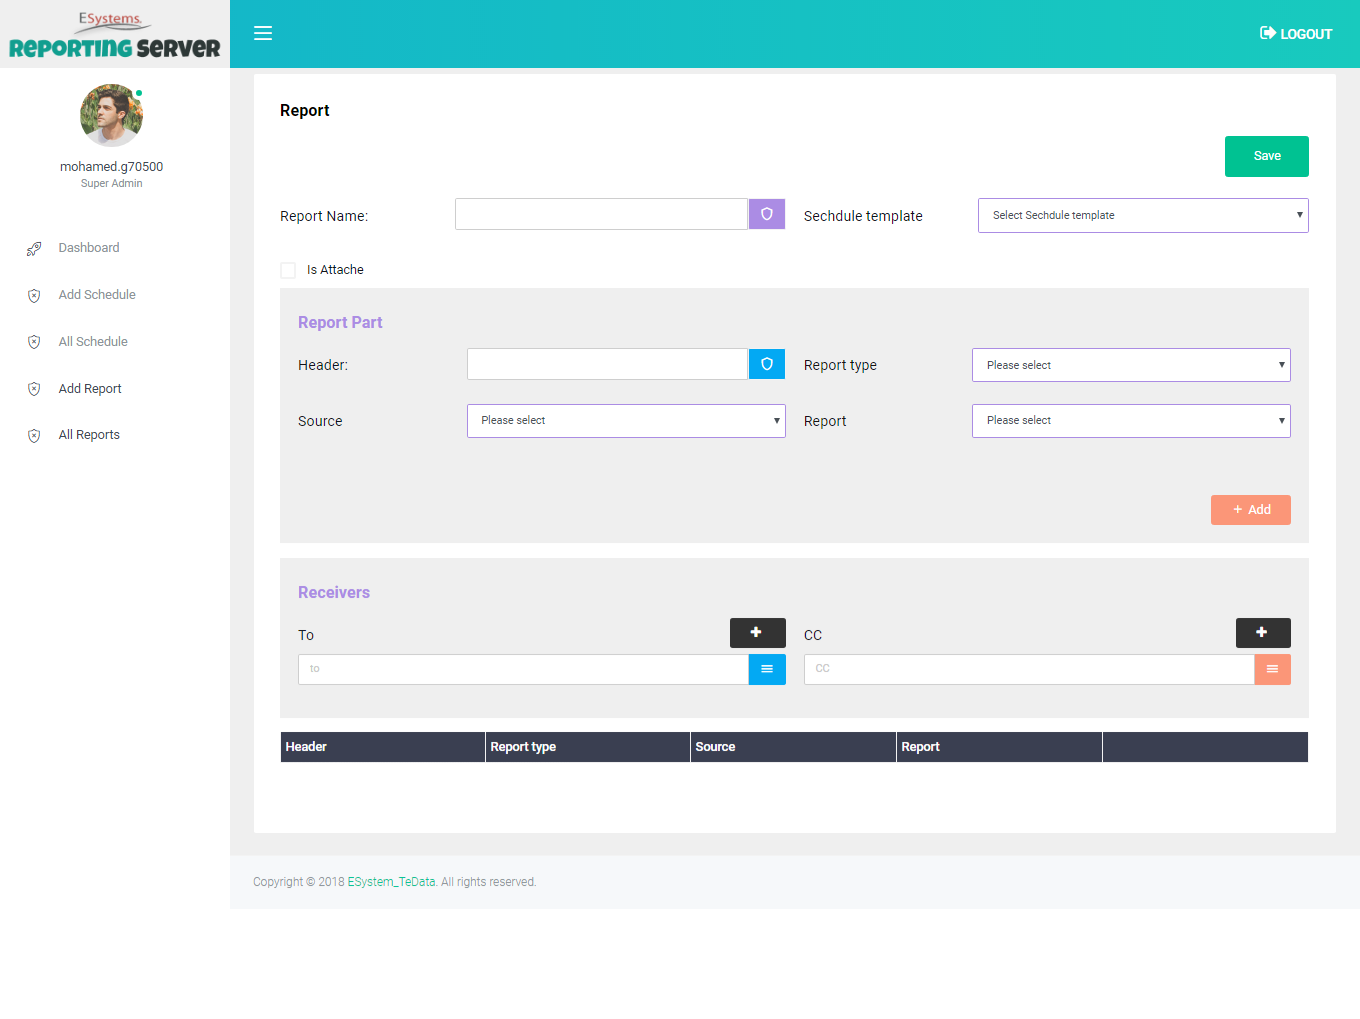 ESystems.
REPORTING SERVER
LOGOUT
mohamed.g70500
Super Admin
Dashboard
Add Schedule
All Schedule
Add Report
All Reports
Report
Save
Report Name:
Sechdule template
Select Sechdule template
Is Attache
Report Part
Header:
Report type
Please select
Source
Please select
Report
Please select
+ Add
Receivers
To
CC
to
CC
Header Report type Source Report
Copyright © 2018 ESystem_TeData. All rights reserved.